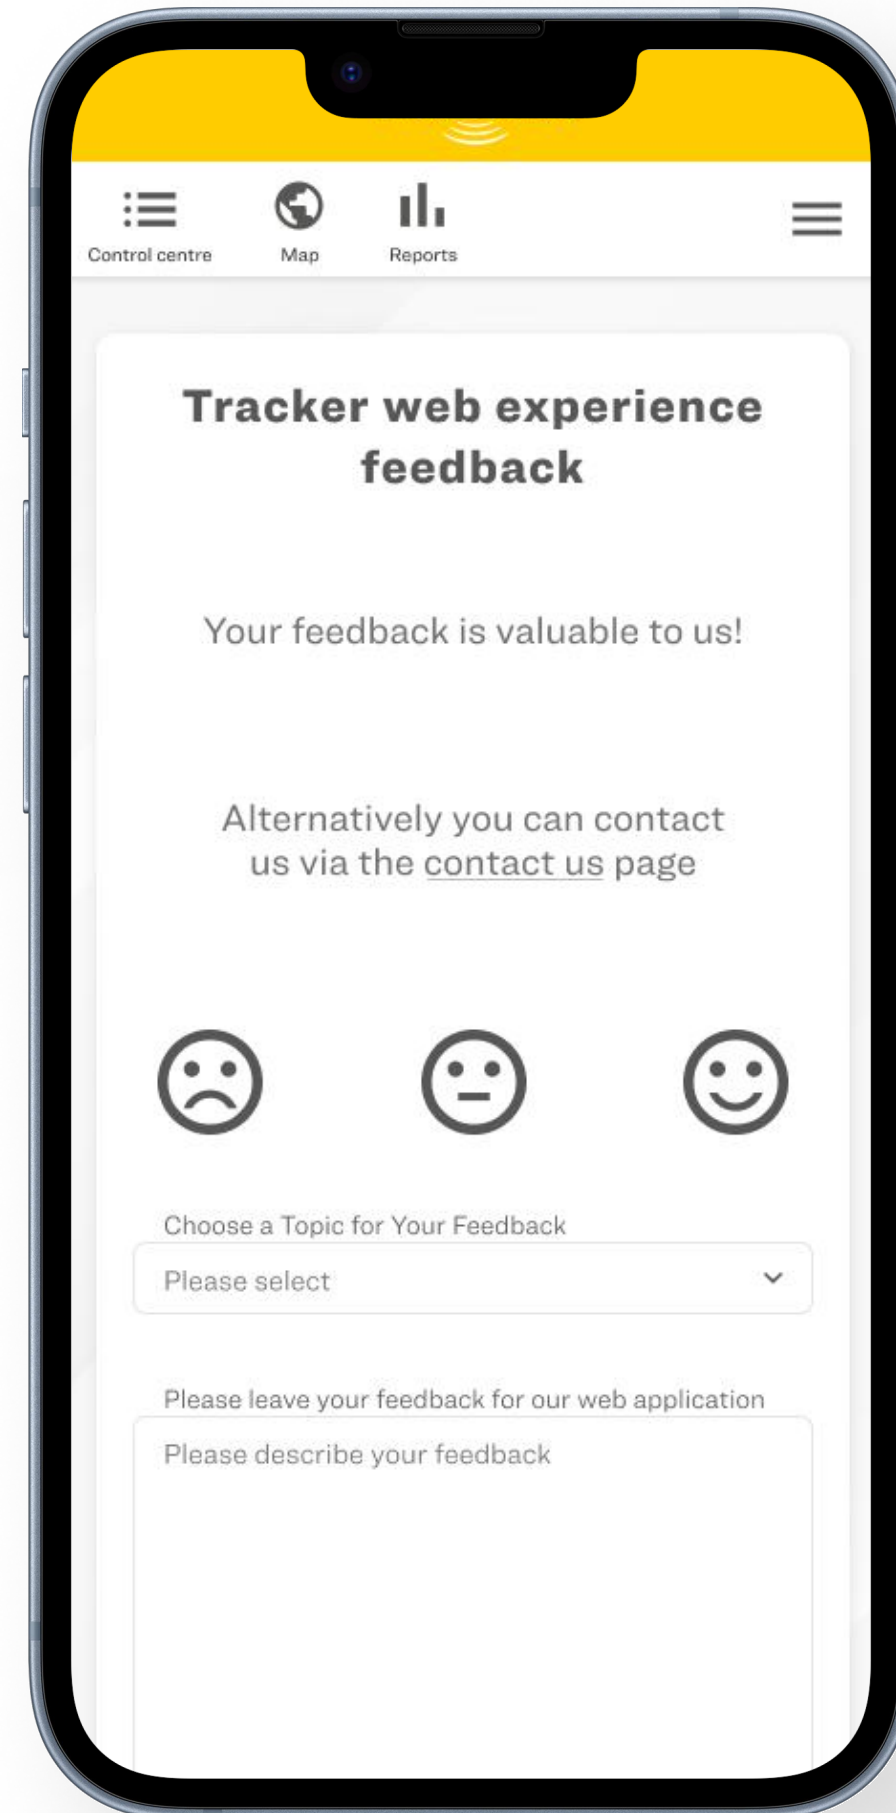 Control centre
Map
Reports
Tracker web experience
feedback
Your feedback is valuable to us!
Alternatively you can contact
us via the contact us page
Choose a Topic for Your Feedback
Please select
Please leave your feedback for our web application
Please describe your feedback